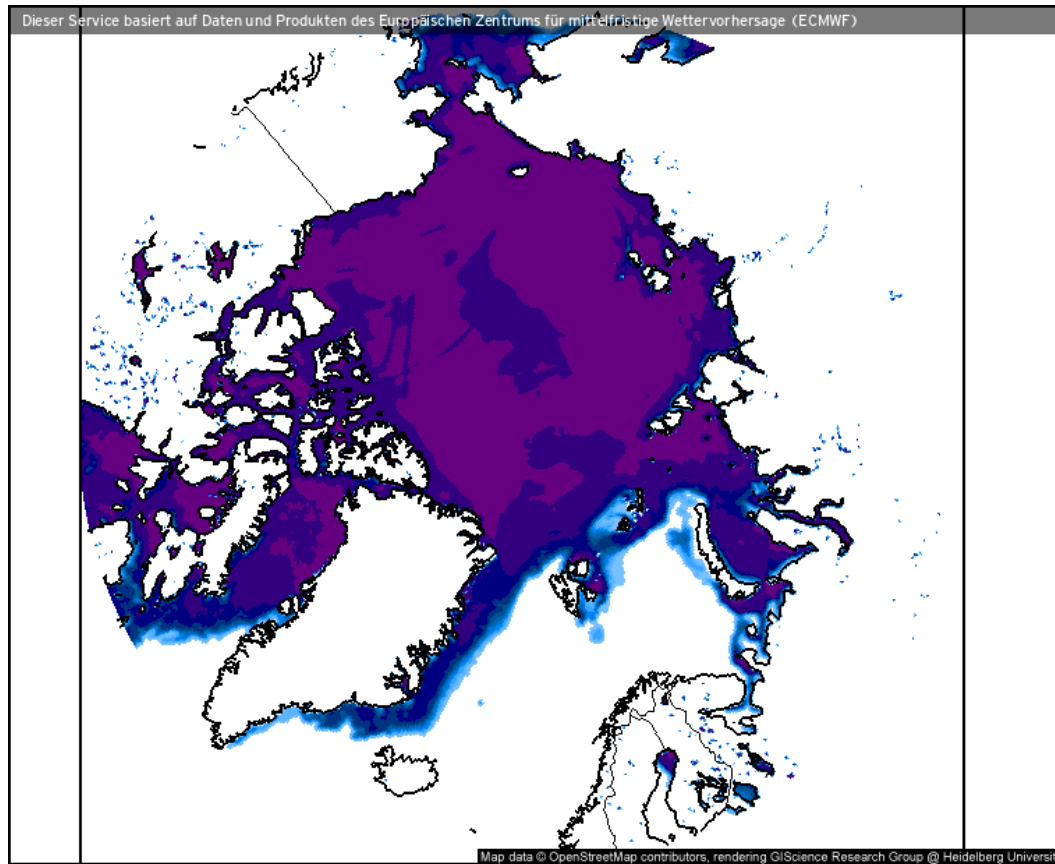 Dieser Service basiert auf Daten und Produkten des Europäischen Zentrums für mittelfristige Wettervorhersage (ECMWF)
Map data © OpenStreetMap contributors, rendering GIScience Research Group @ Heidelberg Universit